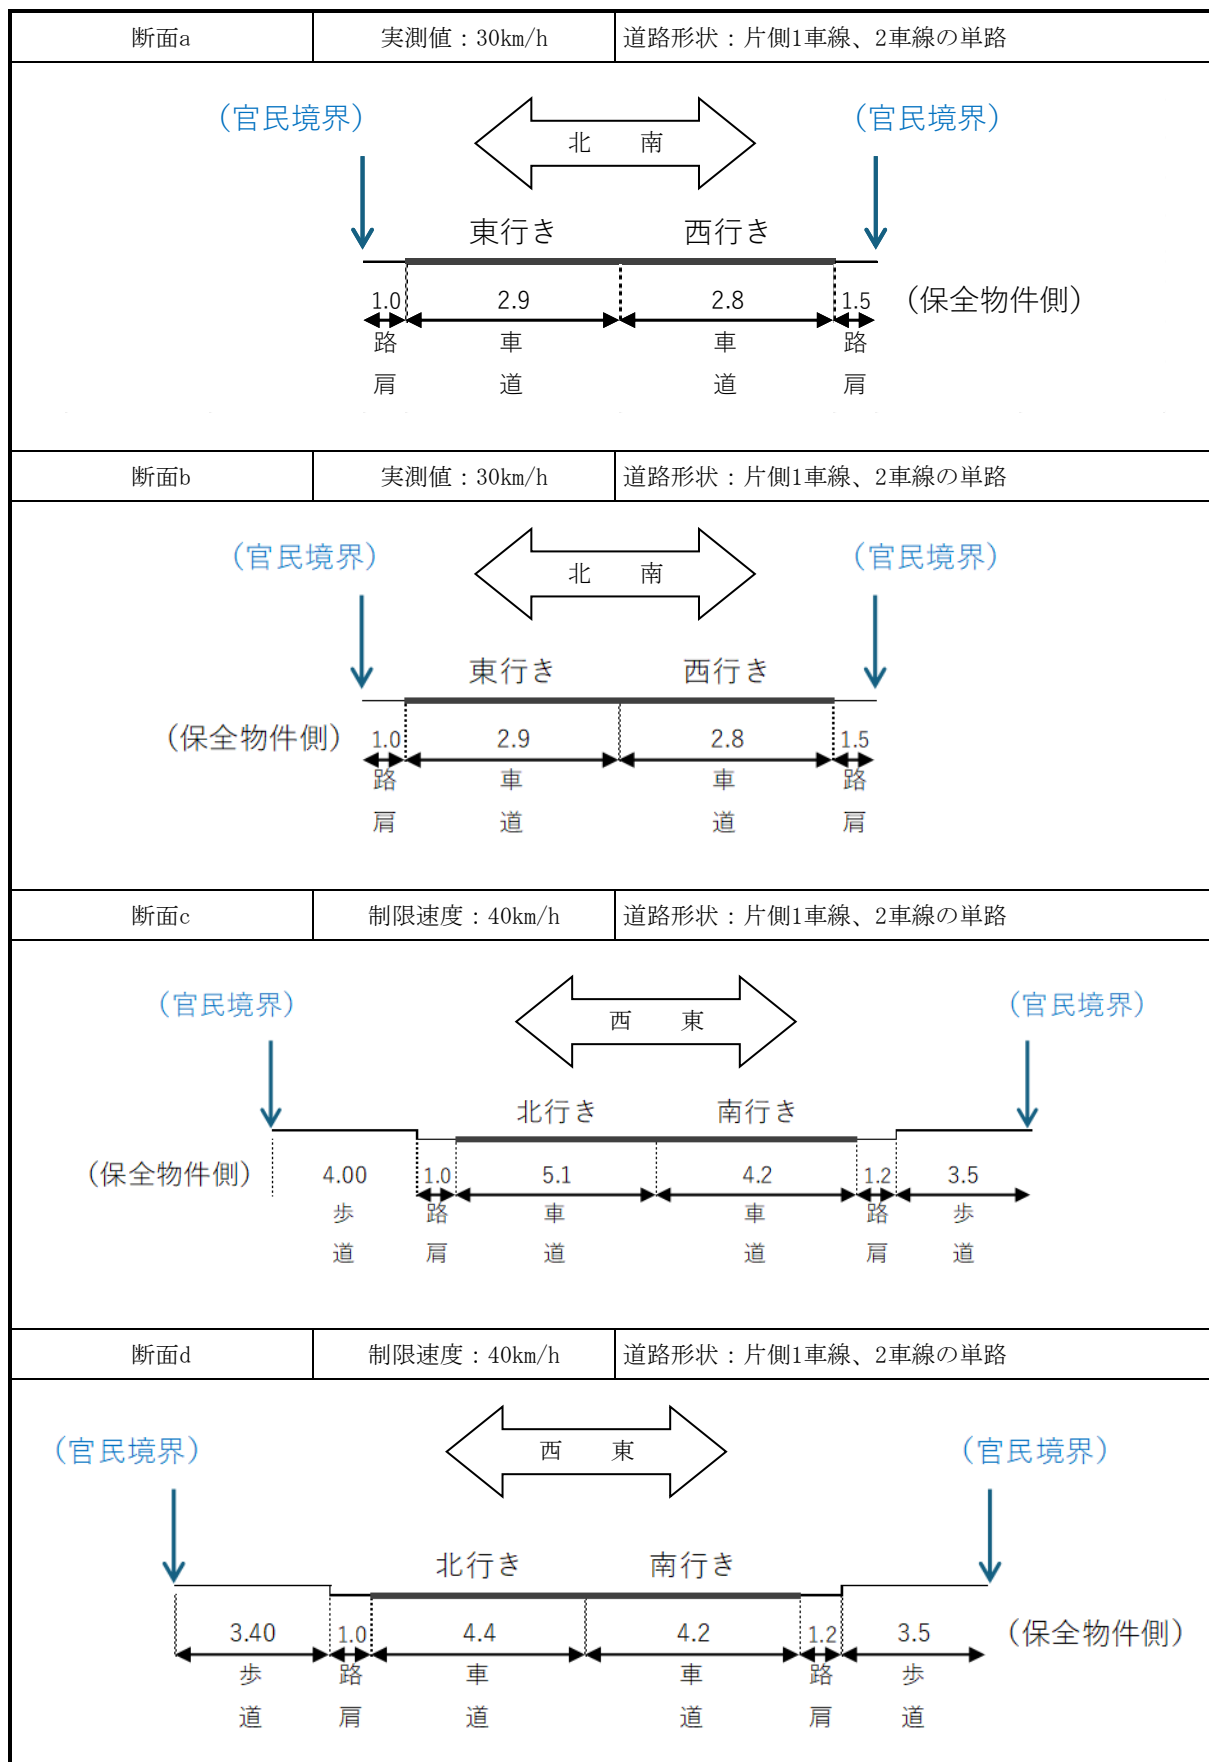 断面a 実測値：30km/h 道路形状：片側1車線、2車線の単路
（官民境界） （官民境界）
北 南
東行き 西行き
1.0 2.9 2.8 1.5 （保全物件側）
路 車 車 路
肩 道 道 肩
断面b 実測値：30km/h 道路形状：片側1車線、2車線の単路
（官民境界） （官民境界）
北 南
東行き 西行き
（保全物件側） 1.0 2.9 2.8 1.5
路 車 車 路
肩 道 道 肩
断面c 制限速度：40km/h 道路形状：片側1車線、2車線の単路
（官民境界） （官民境界）
西 東
北行き 南行き
（保全物件側） 4.00 1.0 5.1 4.2 1.2 3.5
歩 路 車 車 路 歩
道 肩 道 道 肩 道
断面d 制限速度：40km/h 道路形状：片側1車線、2車線の単路
（官民境界） （官民境界）
西 東
北行き 南行き
3.40 1.0 4.4 4.2 1.2 3.5 （保全物件側）
歩 路 車 車 路 歩
道 肩 道 道 肩 道